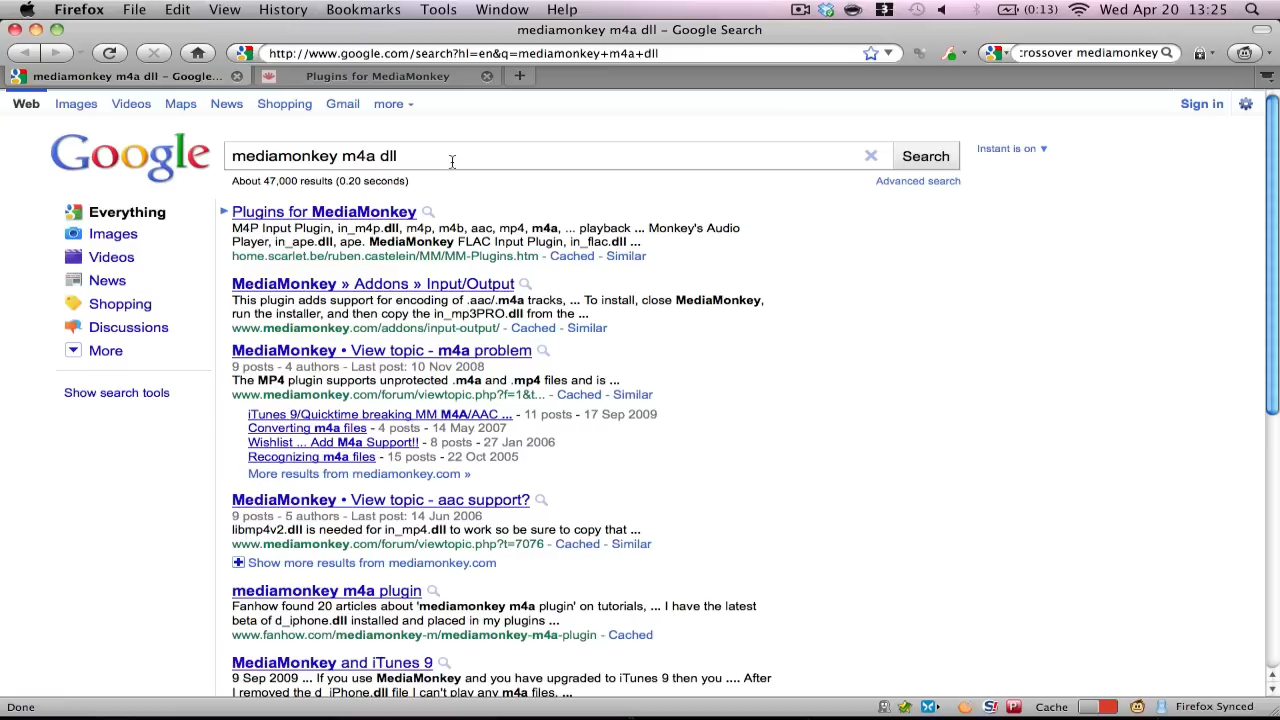 Firefox File Edit View History Bookmarks Tools Window Help (0:13) Wed Apr 20 13:25
mediamonkey m4a dll – Google Search
http://www.google.com/search?hl=en&q=mediamonkey+m4a+dll
crossover mediamonkey
mediamonkey m4a dll – Google...
Plugins for MediaMonkey
Web Images Videos Maps News Shopping Gmail more Sign in
Google
mediamonkey m4a dll
Search
Instant is on ▼
About 47,000 results (0.20 seconds)
Advanced search
Everything
Images
Videos
News
Shopping
Discussions
More
Show search tools
Plugins for MediaMonkey
M4P Input Plugin, in_m4p.dll, m4p, m4b, aac, mp4, m4a, ... playback ... Monkey's Audio
Player, in_ape.dll, ape. MediaMonkey FLAC Input Plugin, in_flac.dll ...
home.scarlet.be/ruben.castelein/MM/MM-Plugins.htm - Cached - Similar
MediaMonkey » Addons » Input/Output
This plugin adds support for encoding of .aac/.m4a tracks, ... To install, close MediaMonkey,
run the installer, and then copy the in_mp3PRO.dll from the ...
www.mediamonkey.com/addons/input-output/ - Cached - Similar
MediaMonkey • View topic - m4a problem
9 posts - 4 authors - Last post: 10 Nov 2008
The MP4 plugin supports unprotected .m4a and .mp4 files and is ...
www.mediamonkey.com/forum/viewtopic.php?f=1&t... - Cached - Similar
iTunes 9/Quicktime breaking MM M4A/AAC ... - 11 posts - 17 Sep 2009
Converting m4a files - 4 posts - 14 May 2007
Wishlist ... Add M4a Support!! - 8 posts - 27 Jan 2006
Recognizing m4a files - 15 posts - 22 Oct 2005
More results from mediamonkey.com »
MediaMonkey • View topic - aac support?
9 posts - 5 authors - Last post: 14 Jun 2006
libmp4v2.dll is needed for in_mp4.dll to work so be sure to copy that ...
www.mediamonkey.com/forum/viewtopic.php?t=7076 - Cached - Similar
Show more results from mediamonkey.com
mediamonkey m4a plugin
Fanhow found 20 articles about 'mediamonkey m4a plugin' on tutorials, ... I have the latest
beta of d_iphone.dll installed and placed in my plugins ...
www.fanhow.com/mediamonkey-m/mediamonkey-m4a-plugin - Cached
MediaMonkey and iTunes 9
9 Sep 2009 ... If you use MediaMonkey and you have upgraded to iTunes 9 then you .... After
I removed the d_iPhone.dll file I can't play any m4a files. ...
Done
Cache
Firefox Synced